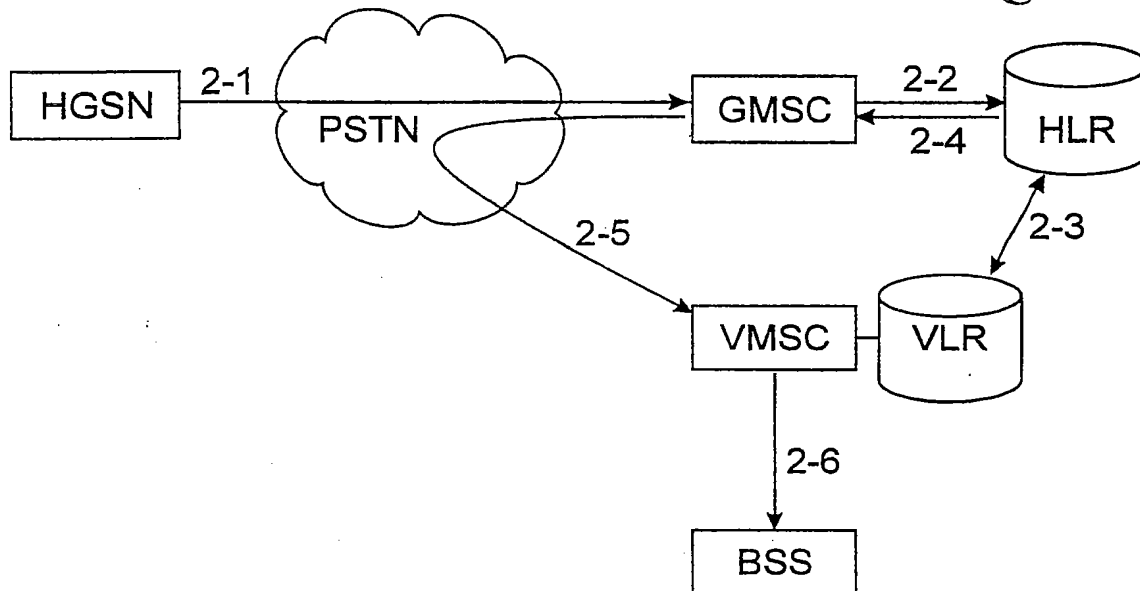 HGSN
2-1
PSTN
GMSC
2-2
2-4
HLR
2-3
2-5
VMSC
VLR
2-6
BSS